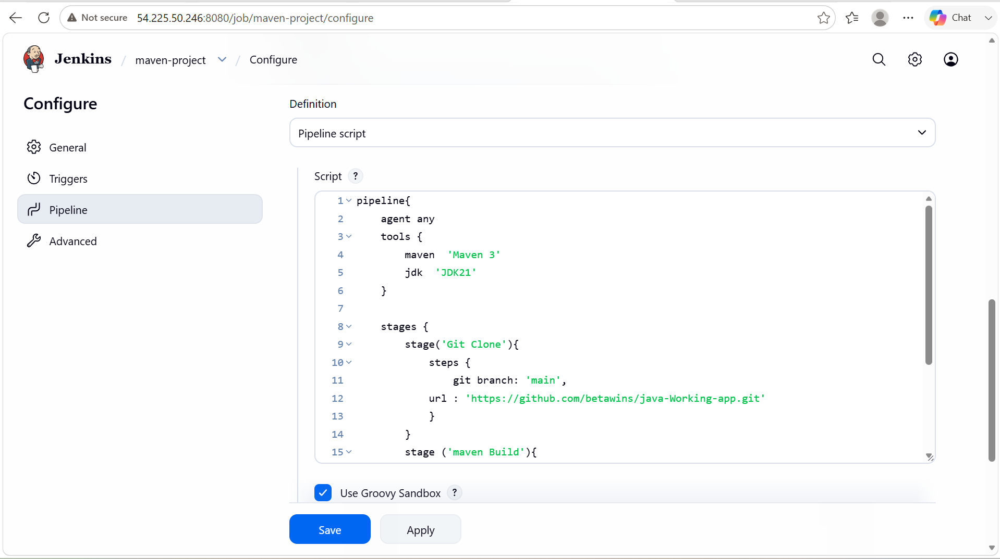 Not secure 54.225.50.246:8080/job/maven-project/configure
Chat
Jenkins / maven-project / Configure
Configure
General
Triggers
Pipeline
Advanced
Definition
Pipeline script
Script ?
1 pipeline{
2 agent any
3 tools {
4 maven  'Maven 3'
5 jdk  'JDK21'
6 }
7
8 stages {
9 stage('Git Clone'){
10 steps {
11 git branch: 'main',
12 url : 'https://github.com/betawins/java-Working-app.git'
13 }
14 }
15 stage ('maven Build'){
Use Groovy Sandbox ?
Save Apply